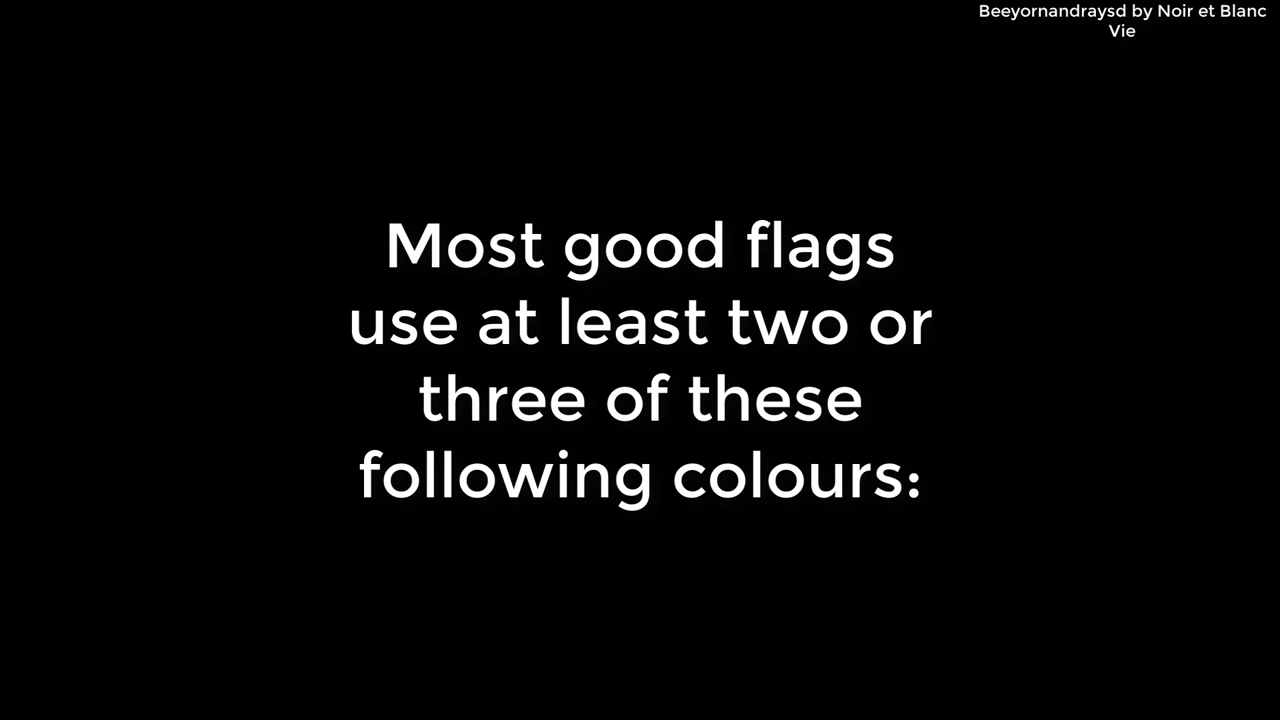 Beeyornandraysd by Noir et Blanc
Vie
Most good flags
use at least two or
three of these
following colours: